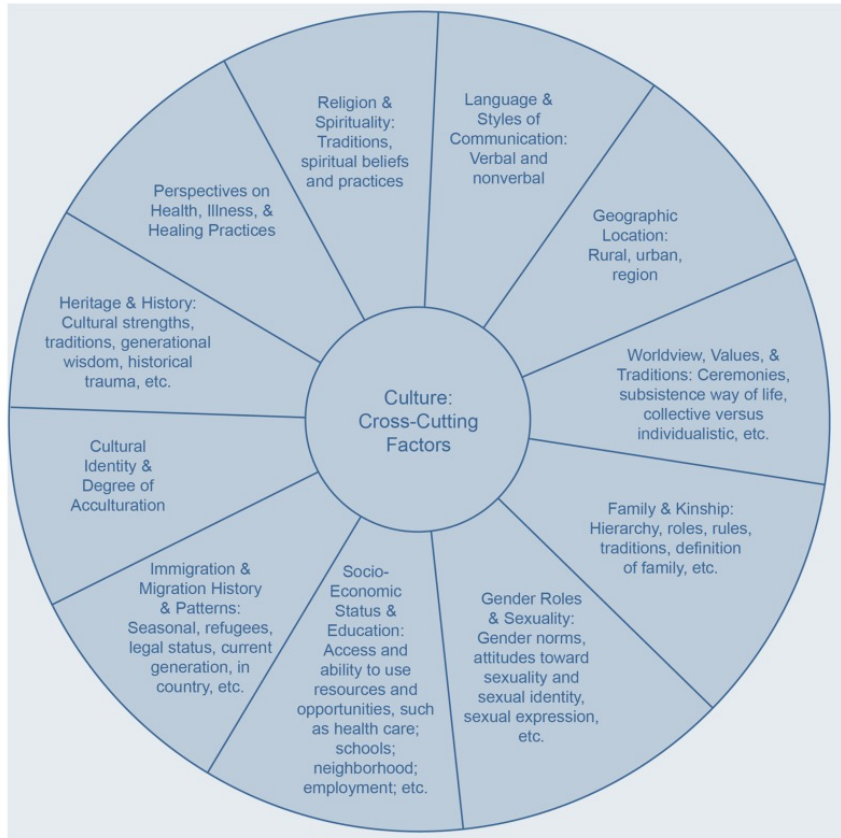 Religion &
Spirituality:
Traditions,
spiritual beliefs
and practices
Language &
Styles of
Communication:
Verbal and
nonverbal
Geographic
Location:
Rural, urban,
region
Worldview, Values, &
Traditions: Ceremonies,
subsistence way of life,
collective versus
individualistic, etc.
Family & Kinship:
Hierarchy, roles, rules,
traditions, definition
of family, etc.
Gender Roles
& Sexuality:
Gender norms,
attitudes toward
sexuality and
sexual identity,
sexual expression,
etc.
Socio-
Economic
Status &
Education:
Access and
ability to use
resources and
opportunities, such
as health care;
schools;
neighborhood;
employment; etc.
Immigration &
Migration History
& Patterns:
Seasonal, refugees,
legal status, current
generation, in
country, etc.
Cultural
Identity &
Degree of
Acculturation
Heritage & History:
Cultural strengths,
traditions, generational
wisdom, historical
trauma, etc.
Perspectives on
Health, Illness, &
Healing Practices
Culture:
Cross-Cutting
Factors